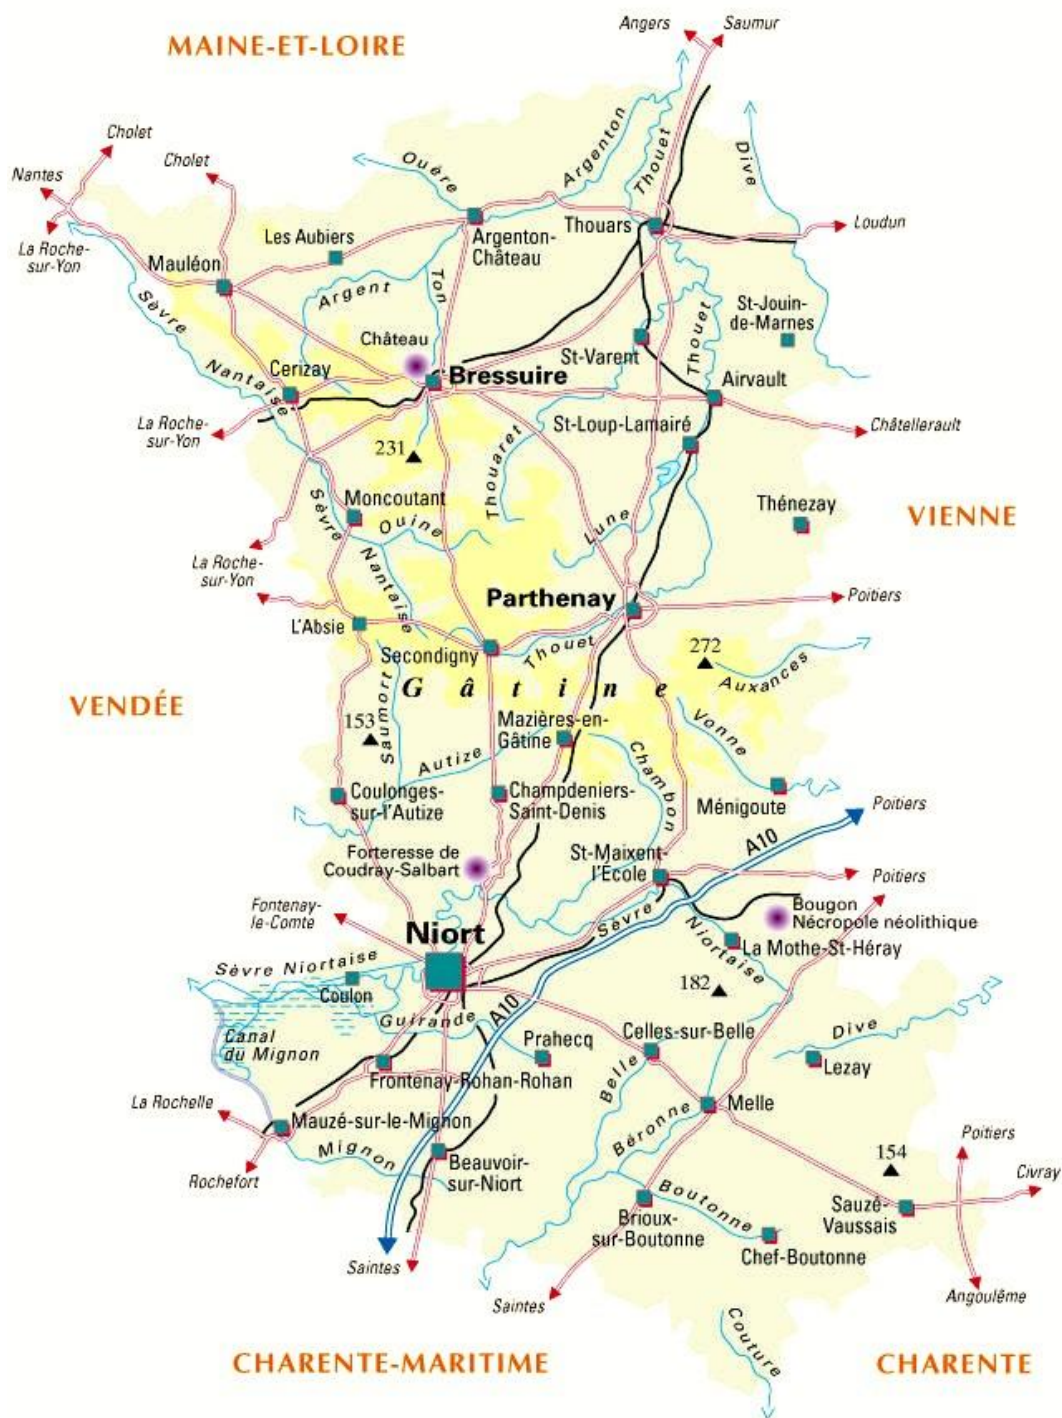 Angers
Saumur
MAINE-ET-LOIRE
Cholet
Cholet
Nantes
La Roche-
sur-Yon
Ouère
Argenton
Thouet
Dive
Thouars
Loudun
Les Aubiers
Argenton-
Château
Mauléon
Argent
Ton
Sèvre
Nantaise
Château
St-Jouin-
de-Marnes
St-Varent
Thouet
Cerizay
Bressuire
Airvault
La Roche-
sur-Yon
St-Loup-Lamairé
Châtellerault
231
Thouaret
Moncoutant
Thénezay
VIENNE
Sèvre
Nantaise
Ouine
Lune
La Roche-
sur-Yon
Parthenay
Poitiers
L'Absie
Secondigny
Thouet
272
Auxances
Gâtine
VENDÉE
Saumort
153
Mazières-en-
Gâtine
Vonne
Autize
Chambon
Coulonges-
sur-l'Autize
Champdeniers-
Saint-Denis
Ménigoute
Poitiers
A10
Forteresse de
Coudray-Salbart
St-Maixent-
l'École
Poitiers
Fontenay-
le-Comte
Bougon
Nécropole néolithique
Niort
Sèvre
Niortaise
La Mothe-St-Héray
Sèvre Niortaise
Coulon
182
A10
Guirande
Canal
du Mignon
Prahecq
Celles-sur-Belle
Dive
Lezay
Frontenay-Rohan-Rohan
Belle
La Rochelle
Mauzé-sur-le-Mignon
Béronne
Melle
Mignon
Rochefort
Beauvoir-
sur-Niort
154
Poitiers
Civray
Boutonne
Brioux-
sur-Boutonne
Sauzé-
Vaussais
Chef-Boutonne
Saintes
Saintes
Angoulême
Couture
CHARENTE-MARITIME
CHARENTE